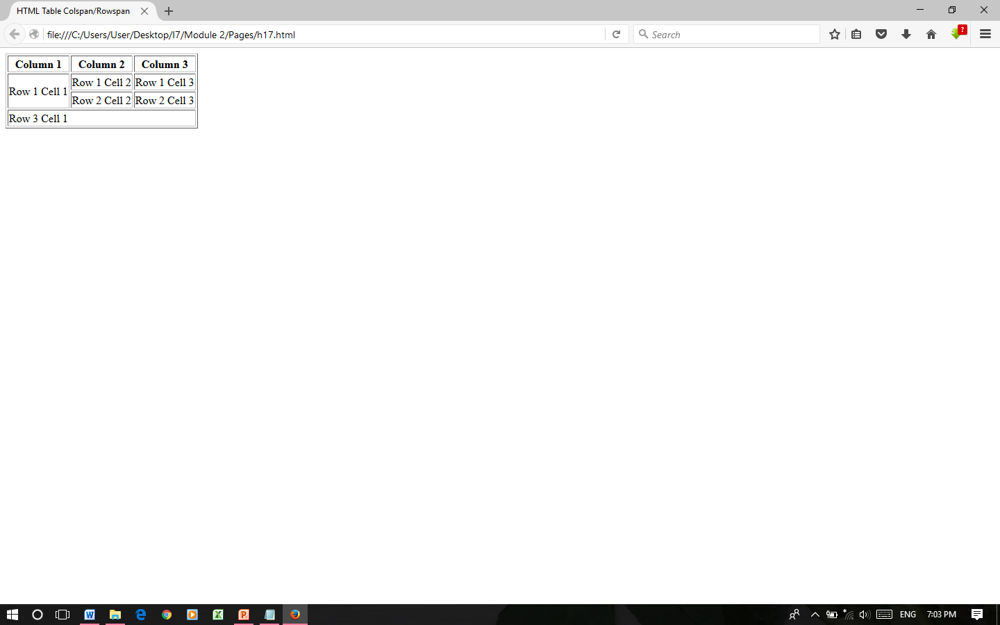 HTML Table Colspan/Rowspan
file:///C:/Users/User/Desktop/I7/Module 2/Pages/h17.html
Search
?
Column 1 Column 2 Column 3
Row 1 Cell 1 Row 1 Cell 2 Row 1 Cell 3
Row 2 Cell 2 Row 2 Cell 3
Row 3 Cell 1
ENG 7:03 PM